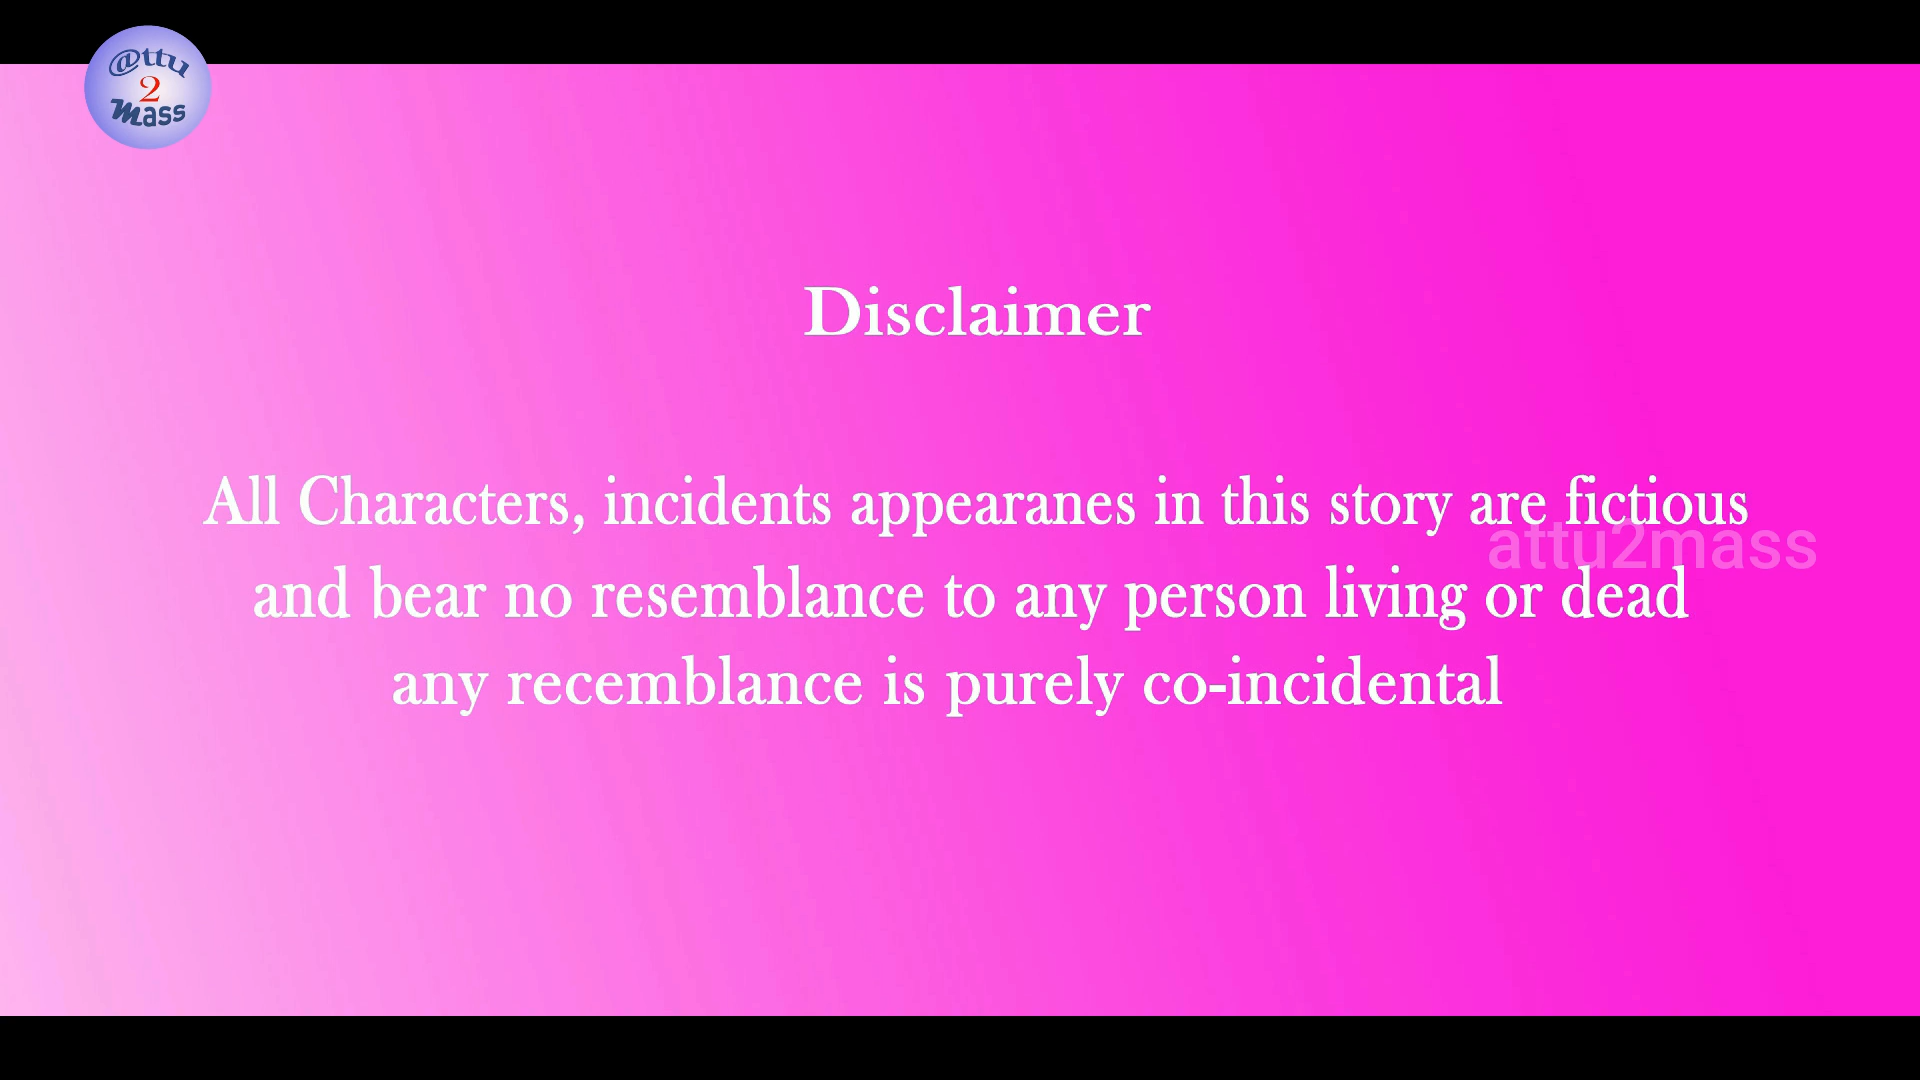 @ttu
2
Mass
Disclaimer
All Characters, incidents appearanes in this story are fictious
attu2mass
and bear no resemblance to any person living or dead
any recemblance is purely co-incidental